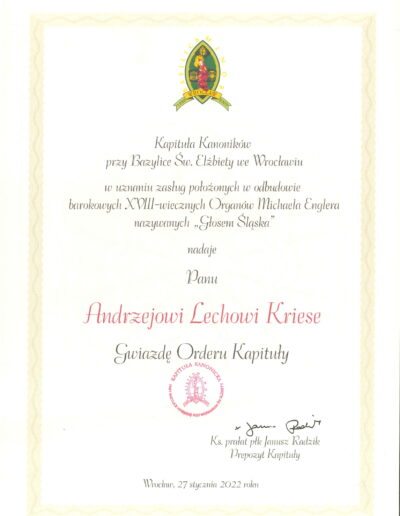 Kapituła Kanoników
przy Bazylice Św. Elżbiety we Wrocławiu
w uznaniu zasług położonych w odbudowie
barokowych XVIII-wiecznych Organów Michaela Englera
nazywanych „Głosem Śląska”
nadaje
Panu
Andrzejowi Lechowi Kriese
Gwiazdę Orderu Kapituły
KAPITUŁA KANONICKA
Ks. prałat płk Janusz Radzik
Prepozyt Kapituły
Wrocław, 27 stycznia 2022 roku